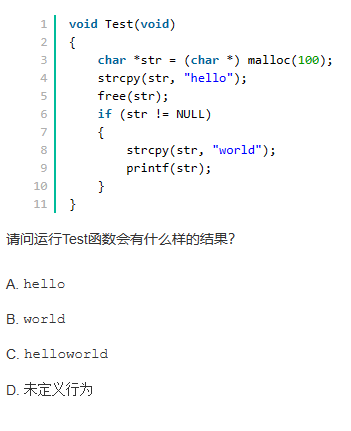 1 void Test(void)
2 {
3     char *str = (char *) malloc(100);
4     strcpy(str, "hello");
5     free(str);
6     if (str != NULL)
7     {
8         strcpy(str, "world");
9         printf(str);
10     }
11 }
请问运行Test函数会有什么样的结果？
A. hello
B. world
C. helloworld
D. 未定义行为